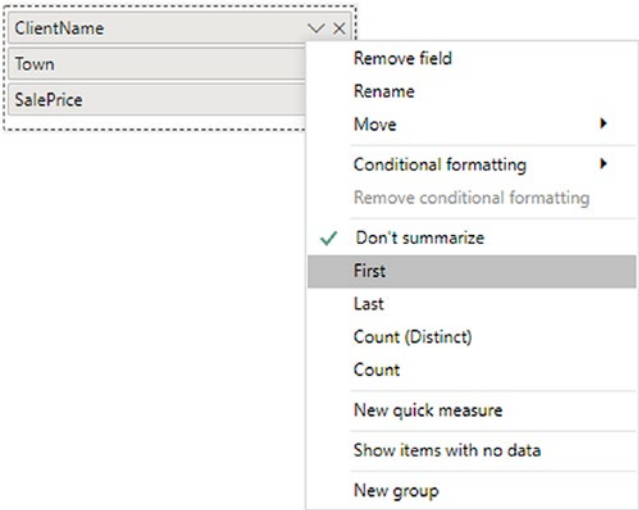 ClientName
Town
SalePrice
Remove field
Rename
Move
Conditional formatting
Remove conditional formatting
Don't summarize
First
Last
Count (Distinct)
Count
New quick measure
Show items with no data
New group